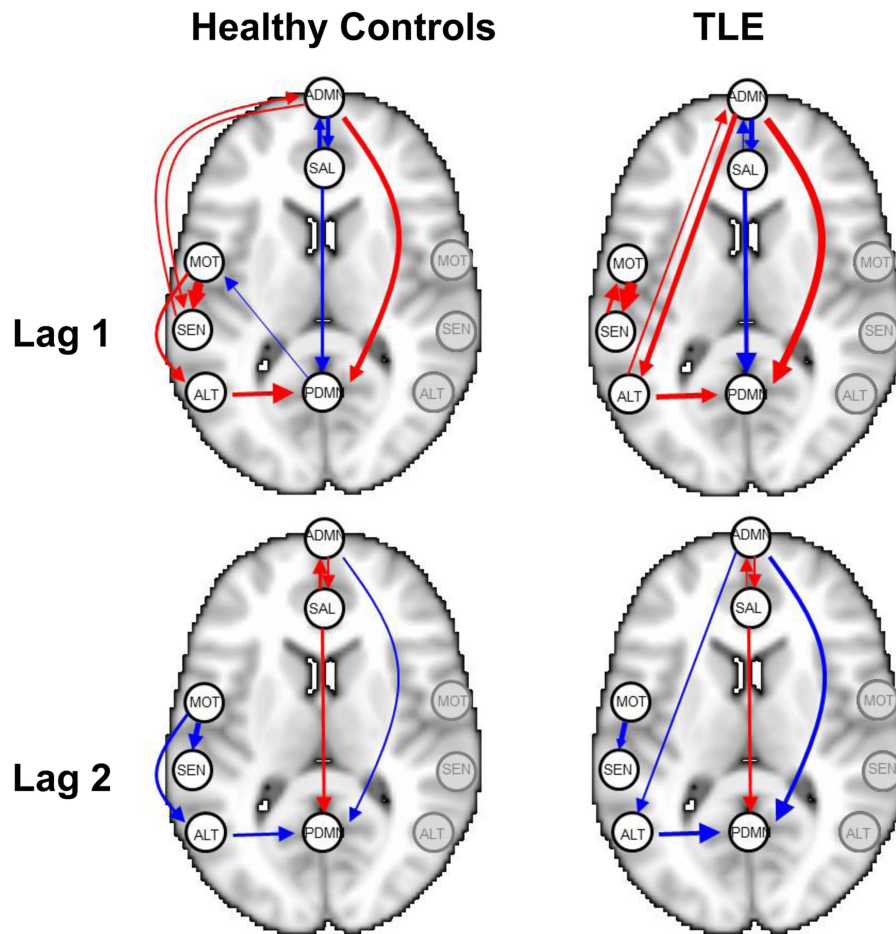 Healthy Controls TLE
Lag 1
ADMN
SAL
MOT
SEN
ALT
PDMN
MOT
SEN
ALT
ADMN
SAL
MOT
SEN
ALT
PDMN
MOT
SEN
ALT
Lag 2
ADMN
SAL
MOT
SEN
ALT
PDMN
MOT
SEN
ALT
ADMN
SAL
MOT
SEN
ALT
PDMN
MOT
SEN
ALT